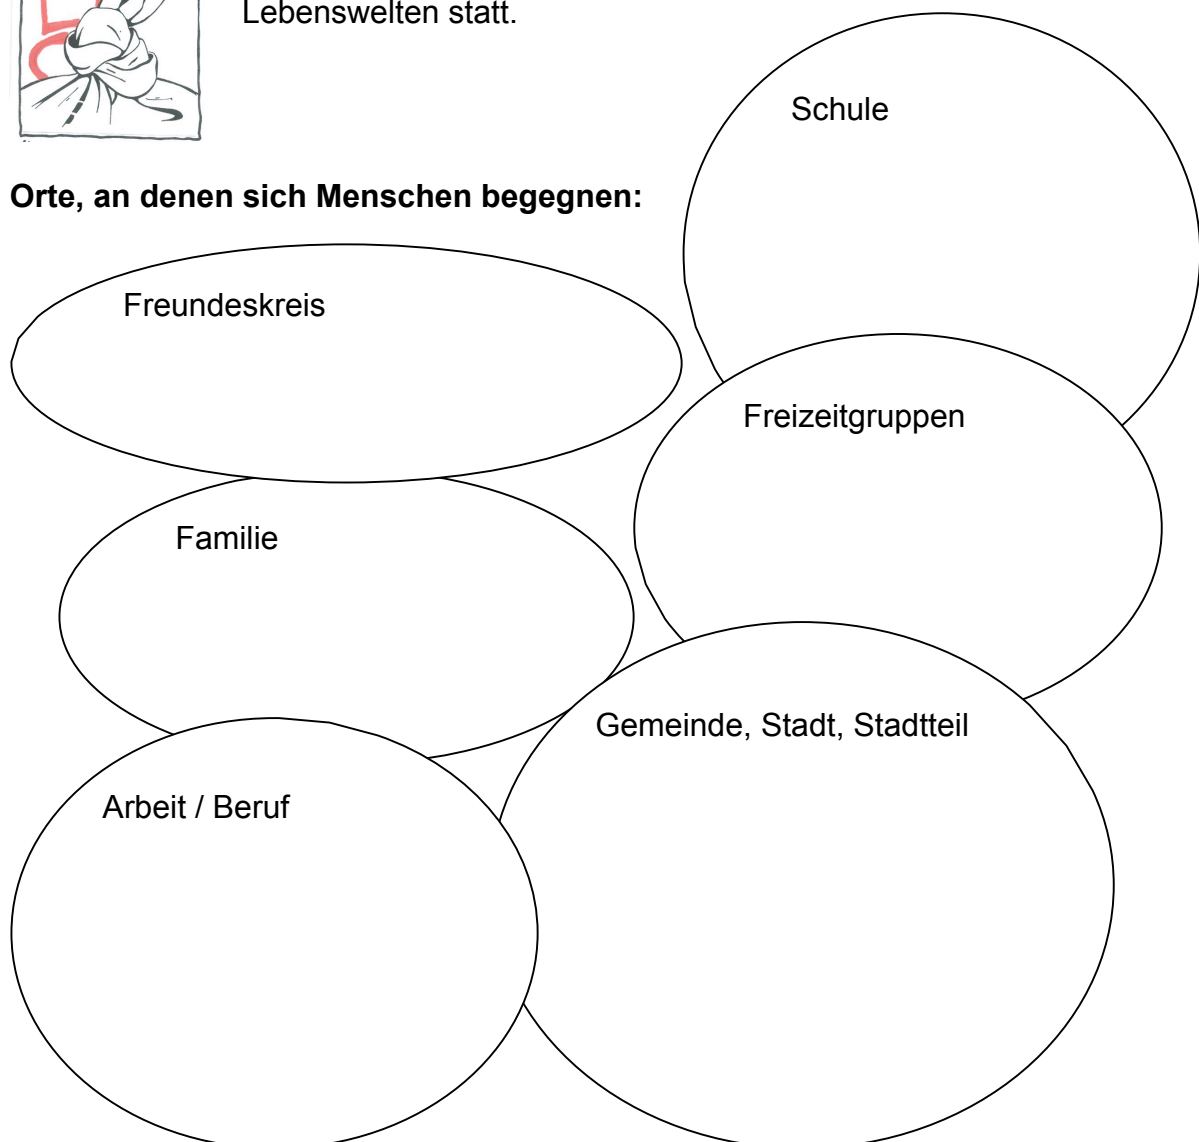 Lebenswelten statt.
Schule
Orte, an denen sich Menschen begegnen:
Freundeskreis
Freizeitgruppen
Familie
Gemeinde, Stadt, Stadtteil
Arbeit / Beruf